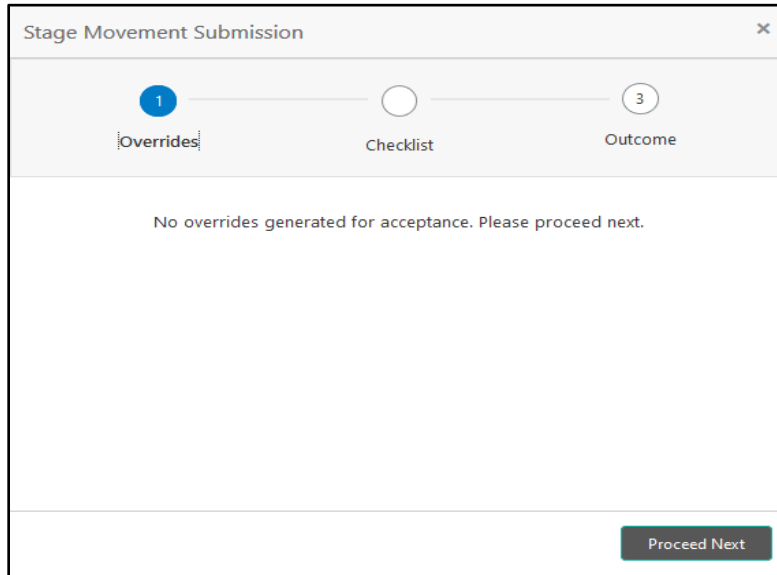 Stage Movement Submission
×
1
3
Overrides
Checklist
Outcome
No overrides generated for acceptance. Please proceed next.
Proceed Next